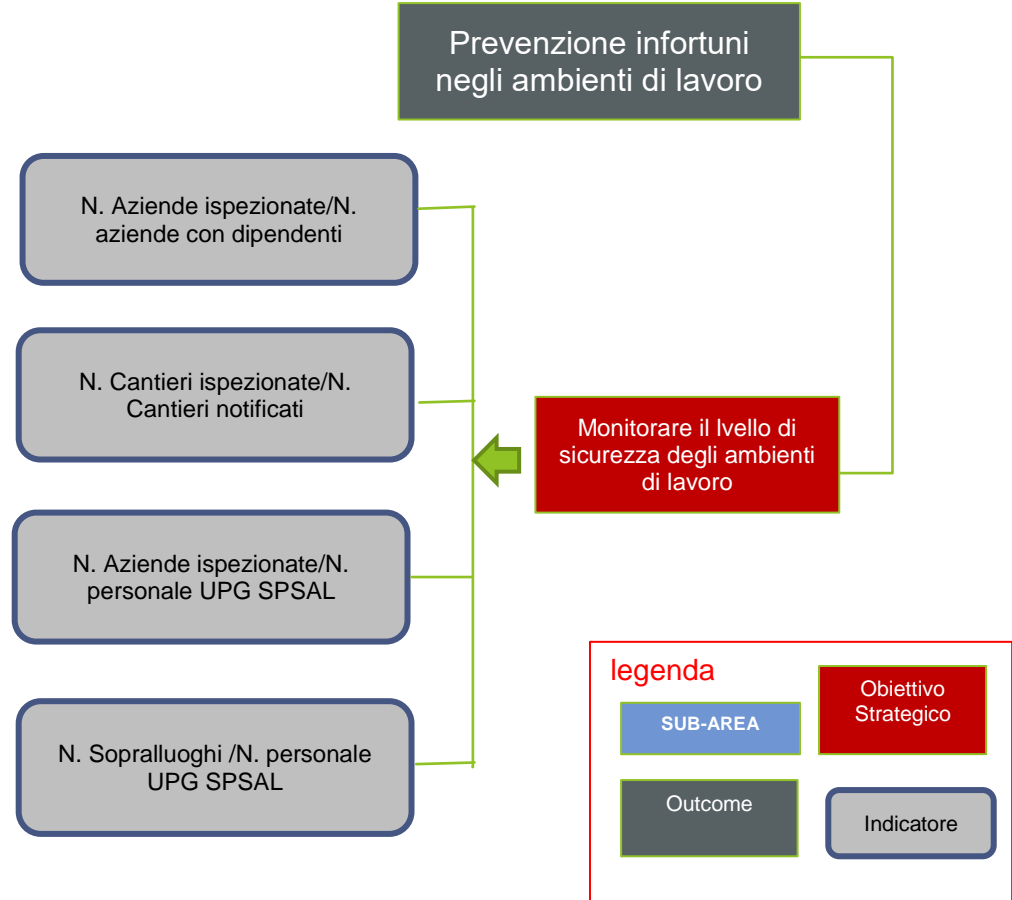 Prevenzione infortuni
negli ambienti di lavoro
N. Aziende ispezionate/N.
aziende con dipendenti
N. Cantieri ispezionate/N.
Cantieri notificati
Monitorare il lvello di
sicurezza degli ambienti
di lavoro
N. Aziende ispezionate/N.
personale UPG SPSAL
N. Sopralluoghi /N. personale
UPG SPSAL
legenda
SUB-AREA
Obiettivo
Strategico
Outcome
Indicatore